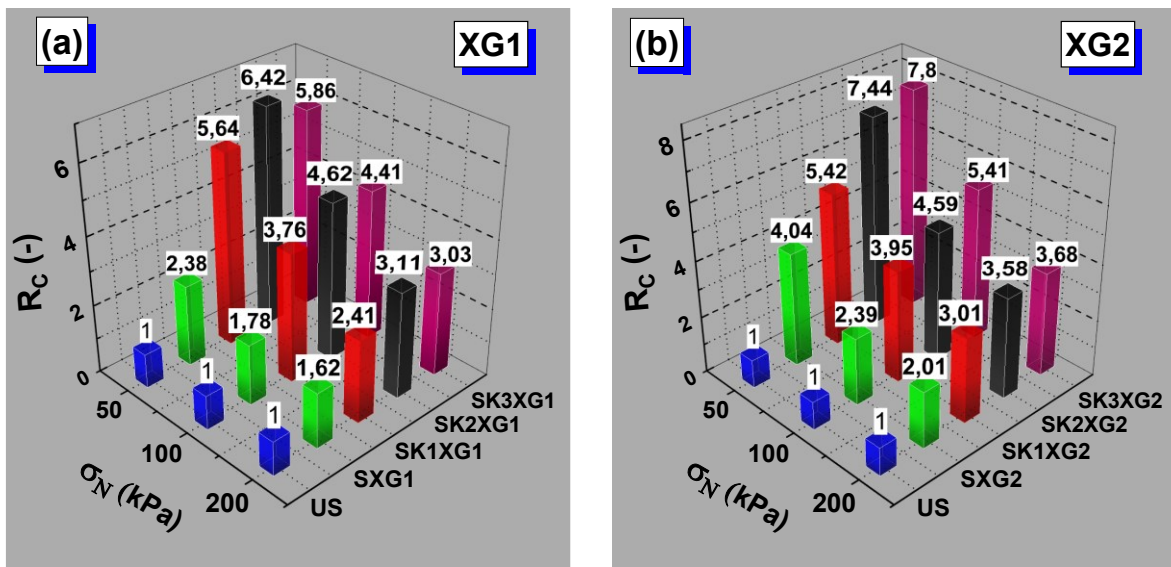 (a)
XG1
6,42
5,86
5,64
4,62
4,41
3,76
2,38
3,11
3,03
1,78
2,41
1
1,62
1
1
R_C (-)
6
4
2
0
50
100
200
σ_N (kPa)
US
SXG1
SK1XG1
SK2XG1
SK3XG1
(b)
XG2
7,8
7,44
5,42
5,41
4,59
4,04
3,95
3,58
3,68
2,39
3,01
1
2,01
1
1
R_C (-)
8
6
4
2
0
50
100
200
σ_N (kPa)
US
SXG2
SK1XG2
SK2XG2
SK3XG2